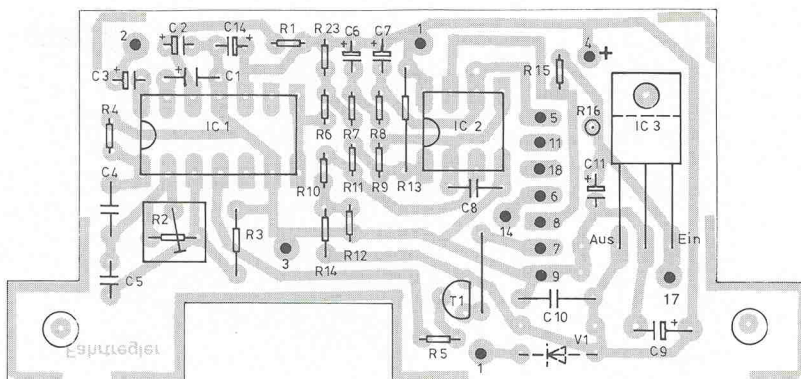 2
C2
C14
R1
R23
C6
C7
1
4
+
C3
C1
R15
IC 1
IC 2
IC 3
R4
R6
R7
R8
R16
5
11
18
6
8
7
9
C4
R10
R11
R9
R13
C8
C11
R2
R3
3
R14
R12
14
Aus
Ein
17
C5
T1
C10
R5
1
V1
C9
Fahrtregler